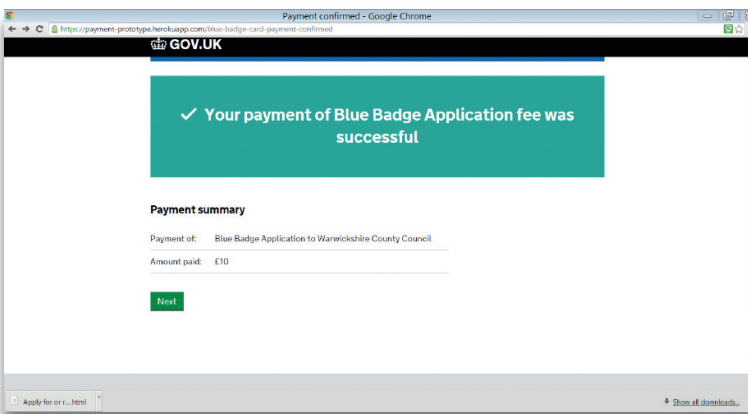 Payment confirmed - Google Chrome
https://payment-prototype.herokuapp.com/blue-badge-card-payment-confirmed
GOV.UK
✓ Your payment of Blue Badge Application fee was
successful
Payment summary
Payment of: Blue Badge Application to Warwickshire County Council
Amount paid: £10
Next
Apply for or r....html
Show all downloads...